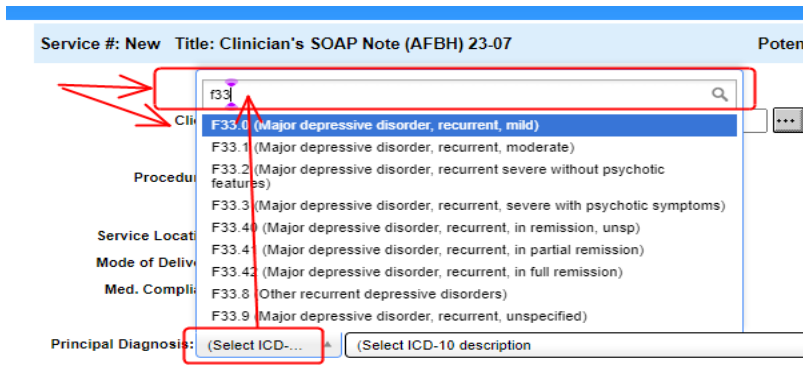 Service #: New Title: Clinician's SOAP Note (AFBH) 23-07 Poten
f33
Cli
F33.0 (Major depressive disorder, recurrent, mild)
...
F33.1 (Major depressive disorder, recurrent, moderate)
Procedu
F33.2 (Major depressive disorder, recurrent severe without psychotic
features)
F33.3 (Major depressive disorder, recurrent, severe with psychotic symptoms)
Service Locati
F33.40 (Major depressive disorder, recurrent, in remission, unsp)
F33.41 (Major depressive disorder, recurrent, in partial remission)
Mode of Delive
F33.42 (Major depressive disorder, recurrent, in full remission)
Med. Complia
F33.8 (Other recurrent depressive disorders)
F33.9 (Major depressive disorder, recurrent, unspecified)
Principal Diagnosis: (Select ICD-... (Select ICD-10 description